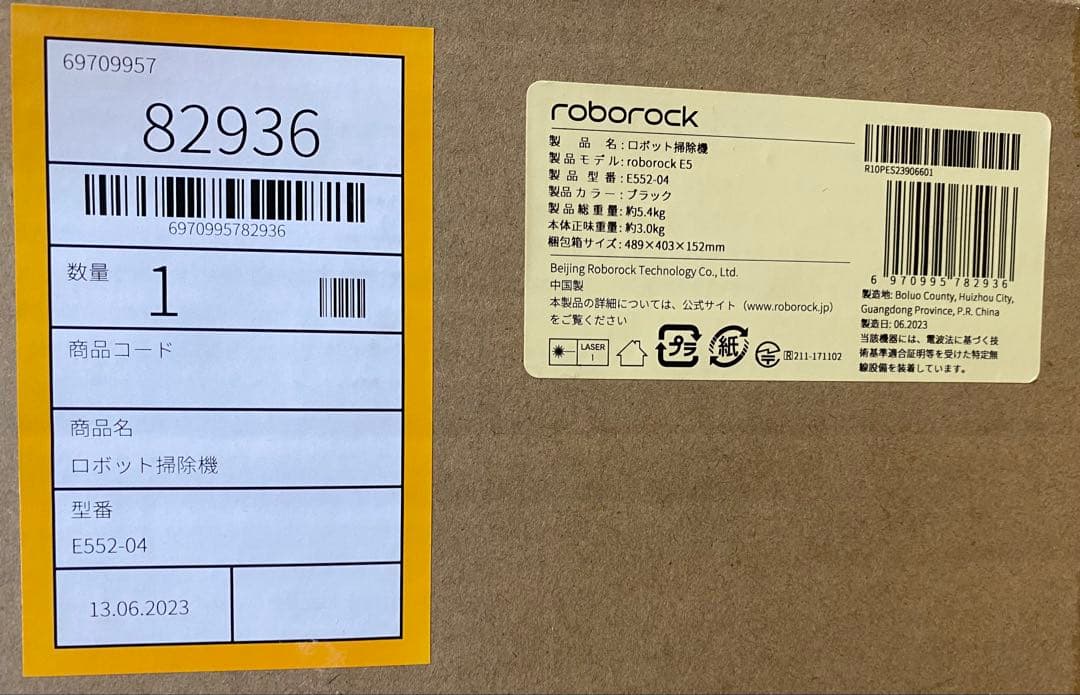 69709957
82936
6970995782936
数量
1
商品コード
商品名
ロボット掃除機
型番
E552-04
13.06.2023
roborock
製品名:ロボット掃除機
製品モデル:roborock E5
製品型番:E552-04
製品カラー:ブラック
製品総重量:約5.4kg
本体正味重量:約3.0kg
梱包箱サイズ:489×403×152mm
Beijing Roborock Technology Co., Ltd.
中国製
本製品の詳細については、公式サイト（www.roborock.jp）
をご覧ください
LASER
I
プラ
紙
R 211-171102
R10PES23906601
6 970995 782936
製造地: Boluo County, Huizhou City,
Guangdong Province, P.R. China
製造日: 06.2023
当該機器には、電波法に基づく技
術基準適合証明等を受けた特定無
線設備を装着しています。